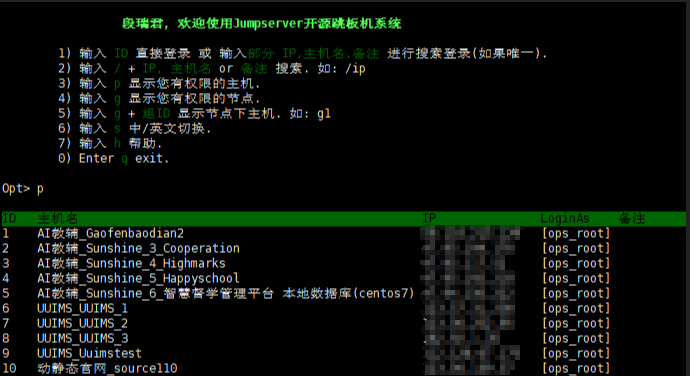 段瑞君, 欢迎使用Jumpserver开源跳板机系统
1) 输入 ID 直接登录 或 输入部分 IP,主机名,备注 进行搜索登录(如果唯一).
2) 输入 / + IP, 主机名 or 备注 搜索. 如: /ip
3) 输入 p 显示您有权限的主机.
4) 输入 g 显示您有权限的节点.
5) 输入 g + 组ID 显示节点下主机. 如: g1
6) 输入 s 中/英文切换.
7) 输入 h 帮助.
0) Enter q exit.
Opt> p
ID 主机名 IP LoginAs 备注
1 AI教辅_Gaofenbaodian2 [ops_root]
2 AI教辅_Sunshine_3_Cooperation [ops_root]
3 AI教辅_Sunshine_4_Highmarks [ops_root]
4 AI教辅_Sunshine_5_Happyschool [ops_root]
5 AI教辅_Sunshine_6_智慧督学管理平台 本地数据库(centos7) [ops_root]
6 UUIMS_UUIMS_1 [ops_root]
7 UUIMS_UUIMS_2 [ops_root]
8 UUIMS_UUIMS_3 [ops_root]
9 UUIMS_Uuimstest [ops_root]
10 动静态官网_source110 [ops_root]